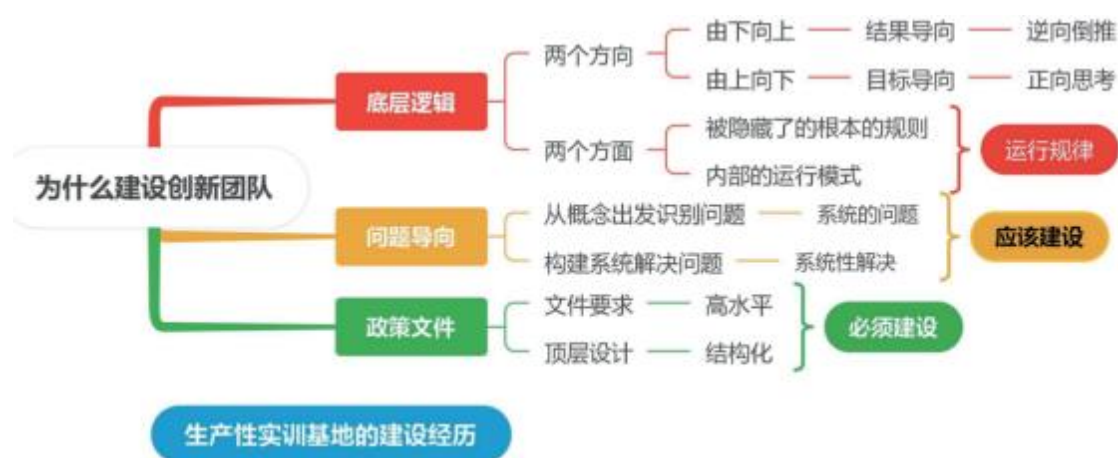 为什么建设创新团队
底层逻辑
两个方向
由下向上 结果导向 逆向倒推
由上向下 目标导向 正向思考
两个方面
被隐藏了的根本的规则
内部的运行模式
运行规律
问题导向
从概念出发识别问题 系统的问题
构建系统解决问题 系统性解决
应该建设
政策文件
文件要求 高水平
顶层设计 结构化
必须建设
生产性实训基地的建设经历